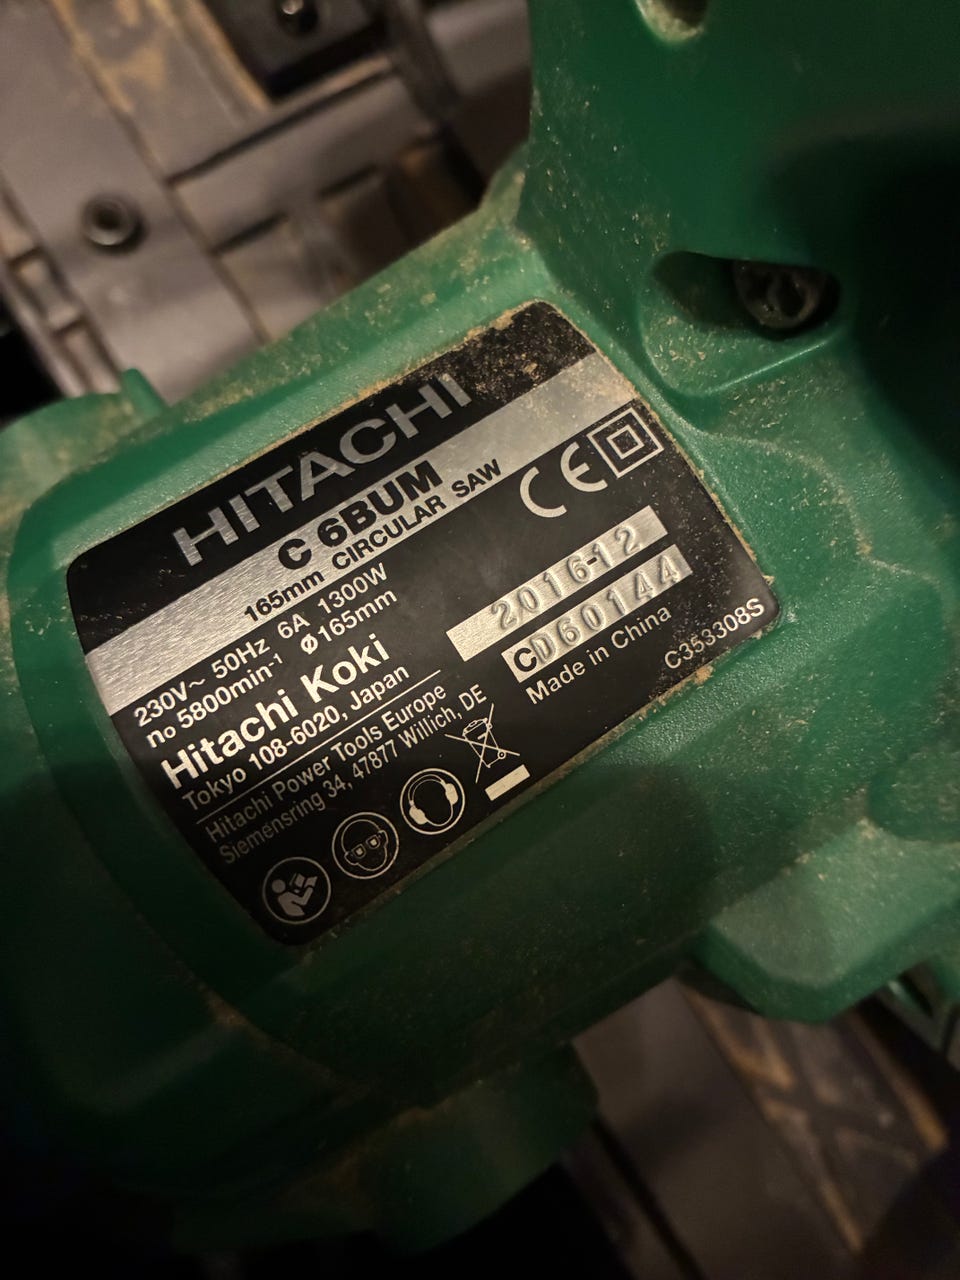 HITACHI
C 6BUM
165mm CIRCULAR SAW
230V~ 50Hz 6A 1300W
no 5800min-1 Ø165mm
Hitachi Koki
Tokyo 108-6020, Japan
Hitachi Power Tools Europe
Siemensring 34, 47877 Willich, DE
CE
2016-12
CD60144
Made in China
C353308S